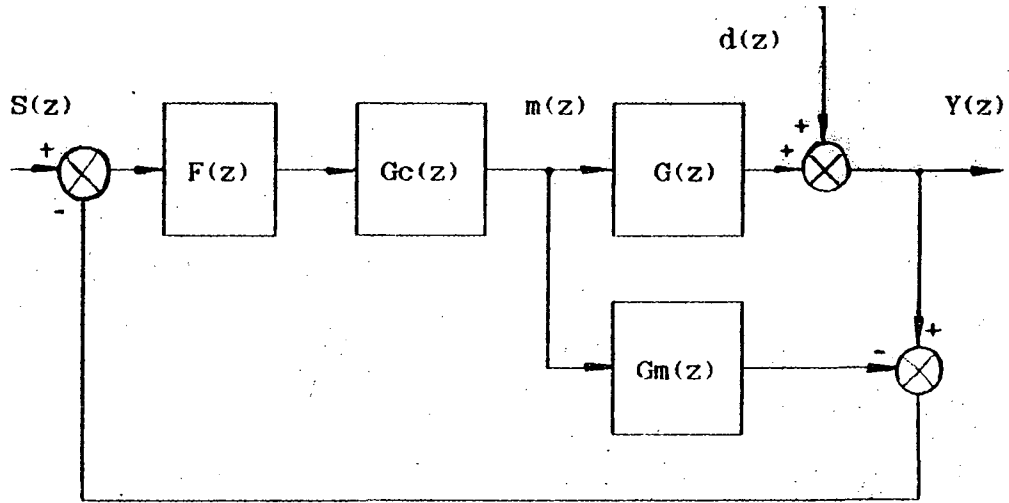 d(z)
S(z)
m(z)
Y(z)
+
+
+
F(z)
Gc(z)
G(z)
-
+
-
Gm(z)